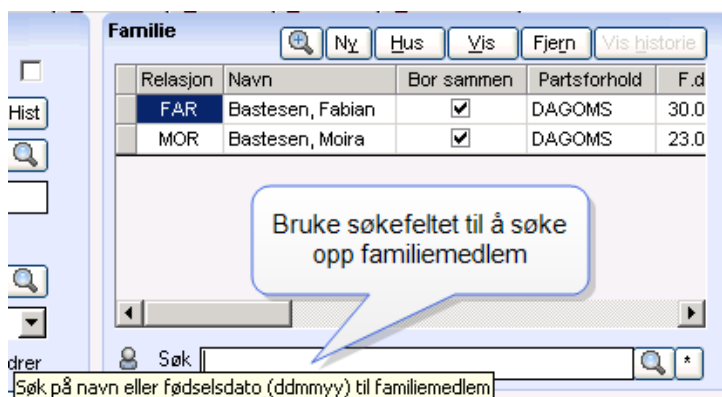 Familie
Ny Hus Vis Fjern Vis historie
Relasjon Navn Bor sammen Partsforhold F.d
Hist FAR Bastesen, Fabian DAGOMS 30.0
MOR Bastesen, Moira DAGOMS 23.0
Bruke søkefeltet til å søke
opp familiemedlem
drer Søk *
Søk på navn eller fødselsdato (ddmmyy) til familiemedlem